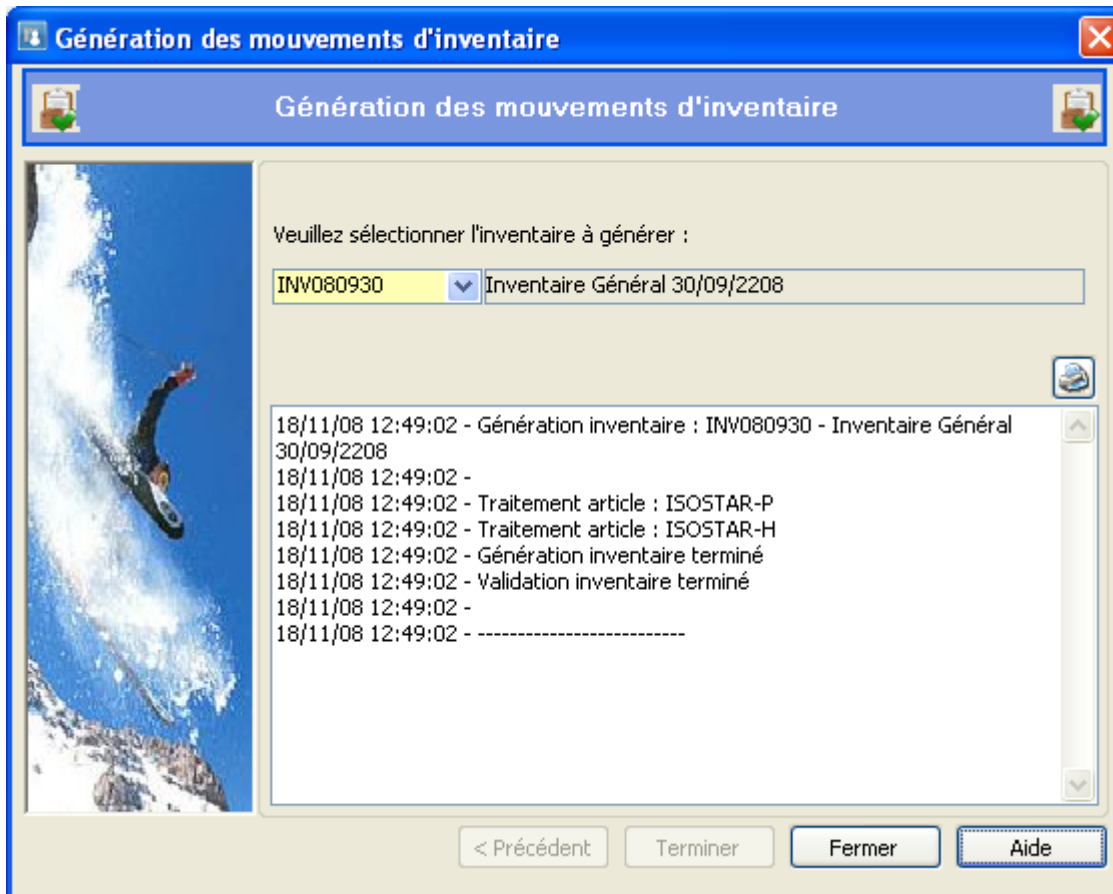 Génération des mouvements d'inventaire
Génération des mouvements d'inventaire
Veuillez sélectionner l'inventaire à générer :
INV080930 Inventaire Général 30/09/2208
18/11/08 12:49:02 - Génération inventaire : INV080930 - Inventaire Général
30/09/2208
18/11/08 12:49:02 -
18/11/08 12:49:02 - Traitement article : ISOSTAR-P
18/11/08 12:49:02 - Traitement article : ISOSTAR-H
18/11/08 12:49:02 - Génération inventaire terminé
18/11/08 12:49:02 - Validation inventaire terminé
18/11/08 12:49:02 -
18/11/08 12:49:02 - --------------------------
< Précédent Terminer Fermer Aide